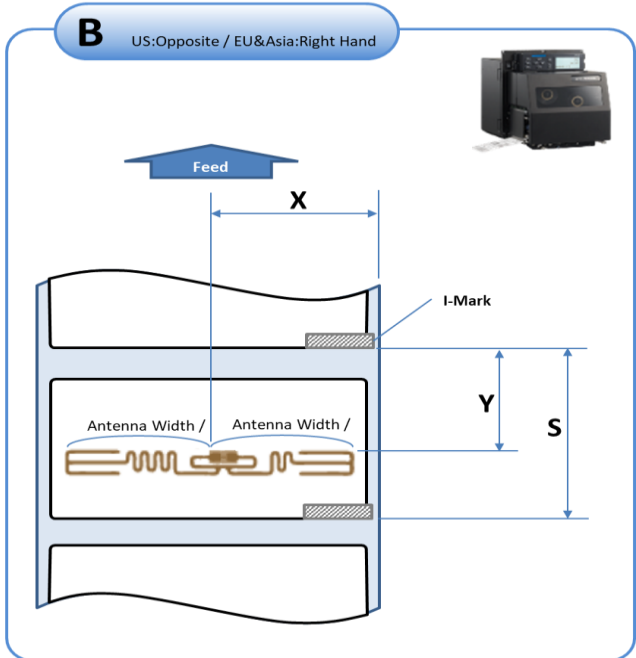 B US:Opposite / EU&Asia:Right Hand
Feed
X
I-Mark
Y
S
Antenna Width / Antenna Width /